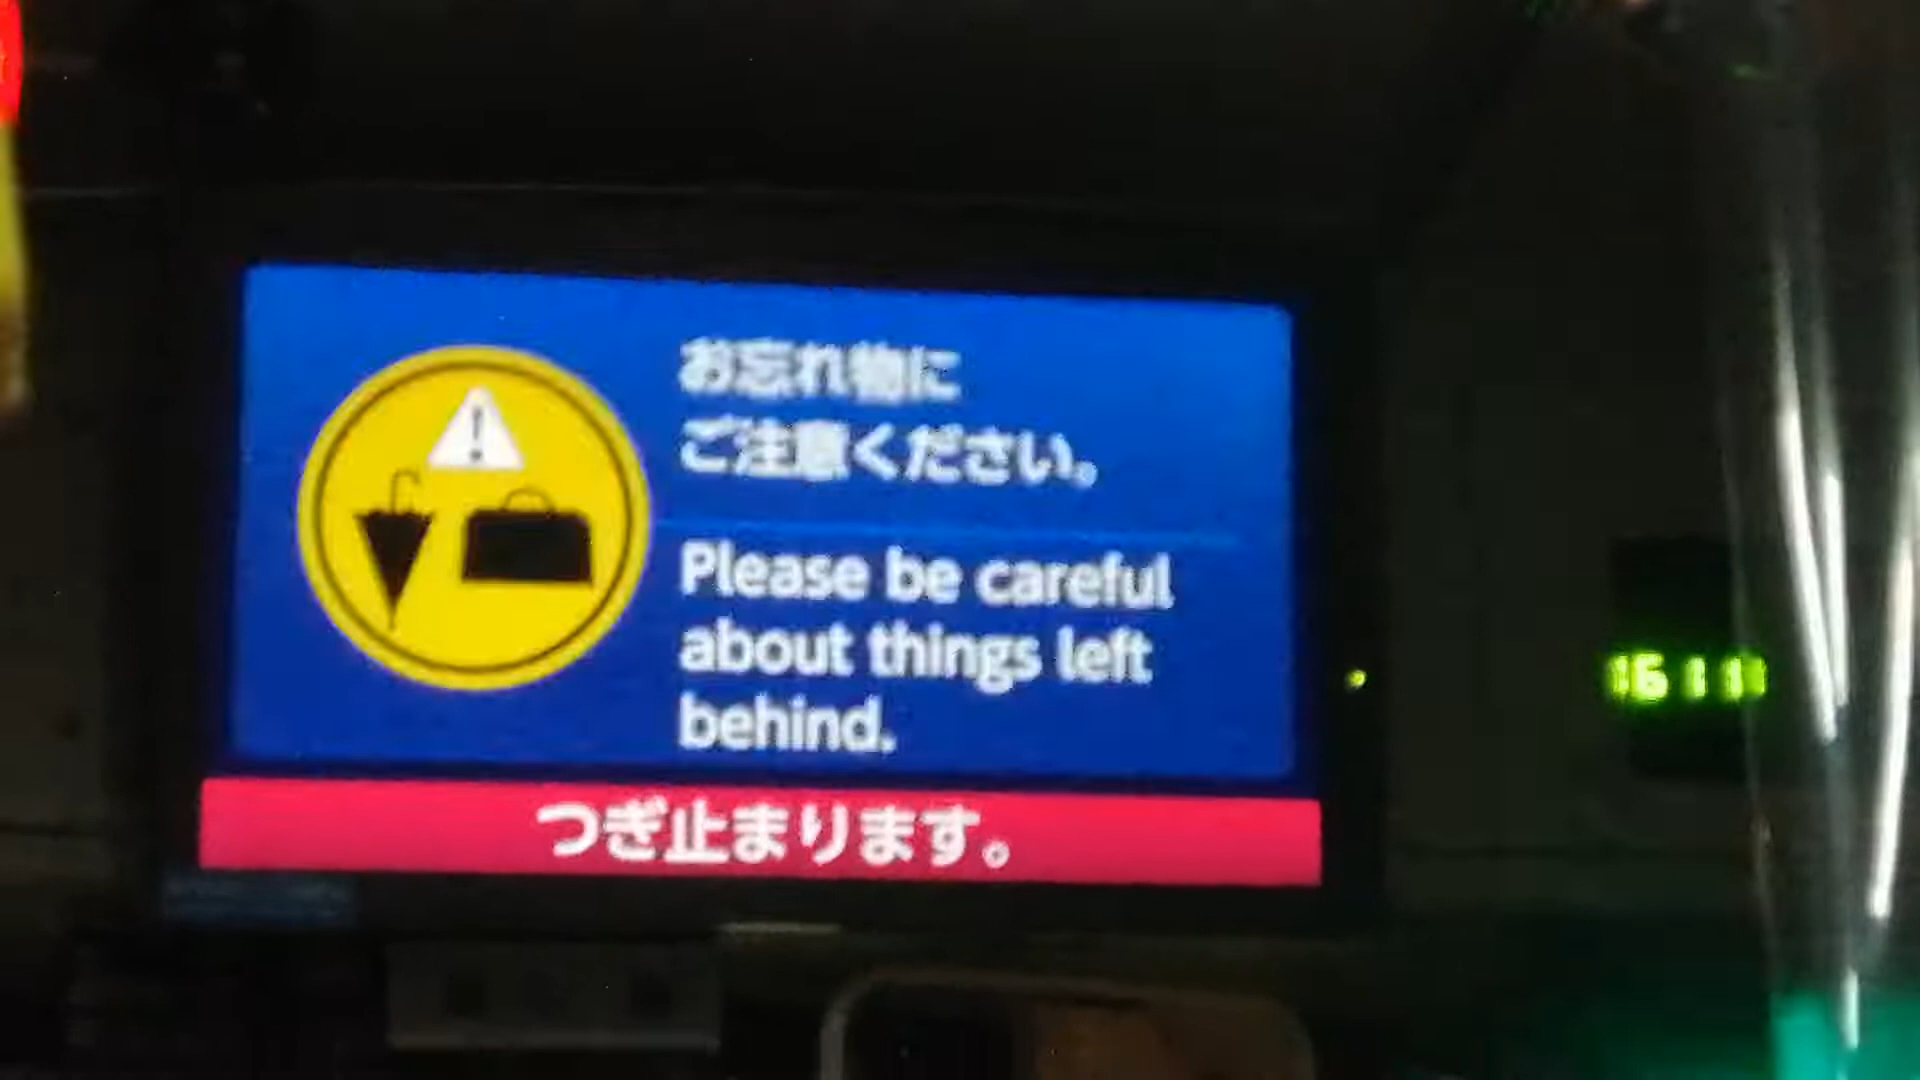 お忘れ物に
ご注意ください。
Please be careful
about things left
behind.
つぎ止まります。